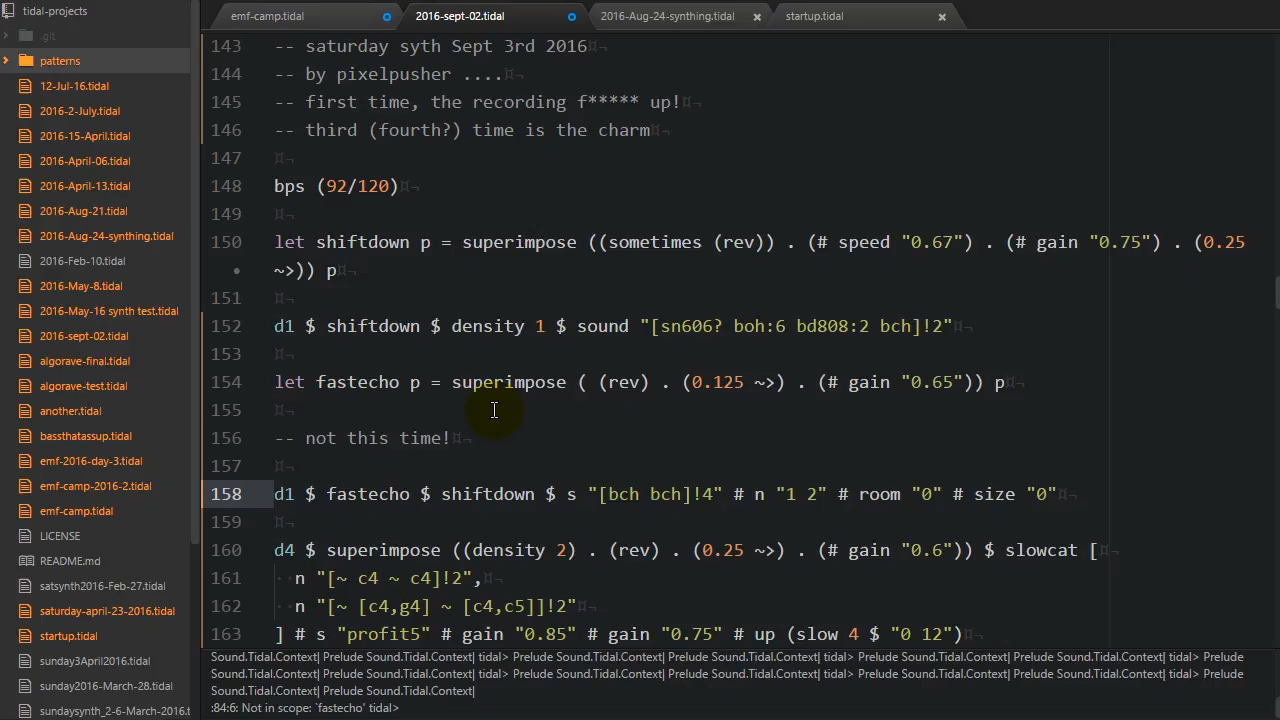 tidal-projects
.git
patterns
12-Jul-16.tidal
2016-2-July.tidal
2016-15-April.tidal
2016-April-06.tidal
2016-April-13.tidal
2016-Aug-21.tidal
2016-Aug-24-synthing.tidal
2016-Feb-10.tidal
2016-May-8.tidal
2016-May-16 synth test.tidal
2016-sept-02.tidal
algorave-final.tidal
algorave-test.tidal
another.tidal
bassthatassup.tidal
emf-2016-day-3.tidal
emf-camp-2016-2.tidal
emf-camp.tidal
LICENSE
README.md
satsynth2016-Feb-27.tidal
saturday-april-23-2016.tidal
startup.tidal
sunday3April2016.tidal
sunday2016-March-28.tidal
sundaysynth_2-6-March-2016.t
emf-camp.tidal
2016-sept-02.tidal
2016-Aug-24-synthing.tidal
startup.tidal
143 -- saturday syth Sept 3rd 2016¤¬
144 -- by pixelpusher ....¤¬
145 -- first time, the recording f***** up!¤¬
146 -- third (fourth?) time is the charm¤¬
147 ¤¬
148 bps (92/120)¤¬
149 ¤¬
150 let shiftdown p = superimpose ((sometimes (rev)) . (# speed "0.67") . (# gain "0.75") . (0.25
• ~>)) p¤¬
151 ¤¬
152 d1 $ shiftdown $ density 1 $ sound "[sn606? boh:6 bd808:2 bch]!2"¤¬
153 ¤¬
154 let fastecho p = superimpose ( (rev) . (0.125 ~>) . (# gain "0.65")) p¤¬
155 ¤¬
156 -- not this time!¤¬
157 ¤¬
158 d1 $ fastecho $ shiftdown $ s "[bch bch]!4" # n "1 2" # room "0" # size "0"¤¬
159 ¤¬
160 d4 $ superimpose ((density 2) . (rev) . (0.25 ~>) . (# gain "0.6")) $ slowcat [¤¬
161 ··n "[~ c4 ~ c4]!2",¤¬
162 ··n "[~ [c4,g4] ~ [c4,c5]]!2"¤¬
163 ] # s "profit5" # gain "0.85" # gain "0.75" # up (slow 4 $ "0 12")¤¬
Sound.Tidal.Context| Prelude Sound.Tidal.Context| tidal> Prelude Sound.Tidal.Context| Prelude Sound.Tidal.Context| tidal> Prelude Sound.Tidal.Context| Prelude Sound.Tidal.Context| tidal> Prelude
Sound.Tidal.Context| Prelude Sound.Tidal.Context| tidal> Prelude Sound.Tidal.Context| Prelude Sound.Tidal.Context| tidal> Prelude Sound.Tidal.Context| Prelude Sound.Tidal.Context| tidal> Prelude
Sound.Tidal.Context| Prelude Sound.Tidal.Context|
:84:6: Not in scope: `fastecho' tidal>